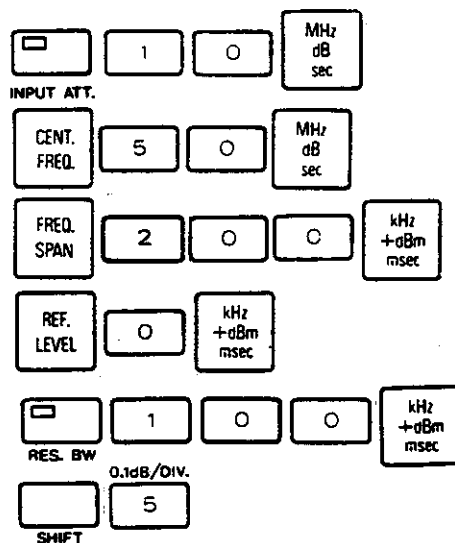 1 0 MHz
dB
sec
INPUT ATT.
CENT.
FREQ. 5 0 MHz
dB
sec
FREQ.
SPAN 2 0 0 kHz
+dBm
msec
REF.
LEVEL 0 kHz
+dBm
msec
1 0 0 kHz
+dBm
msec
RES. BW
0.1dB/DIV.
5
SHIFT